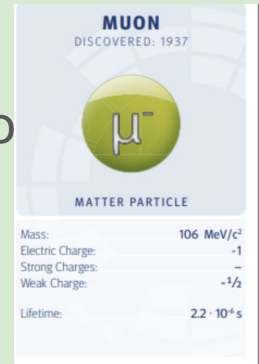 MUON
DISCOVERED: 1937
μ⁻
MATTER PARTICLE
Mass: 106 MeV/c²
Electric Charge: -1
Strong Charges: –
Weak Charge: -¹/₂
Lifetime: 2.2 · 10⁻⁶ s